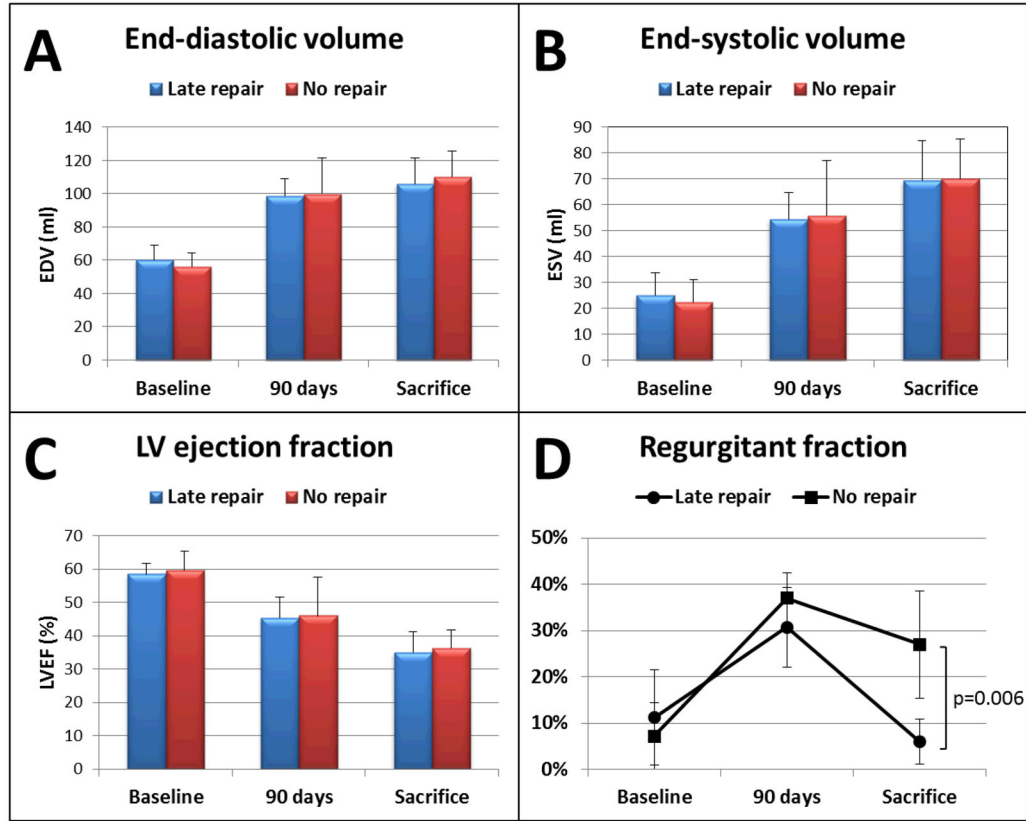 A
End-diastolic volume
Late repair No repair
EDV (ml)
140
120
100
80
60
40
20
0
Baseline 90 days Sacrifice
B
End-systolic volume
Late repair No repair
ESV (ml)
90
80
70
60
50
40
30
20
10
0
Baseline 90 days Sacrifice
C
LV ejection fraction
Late repair No repair
LVEF (%)
70
60
50
40
30
20
10
0
Baseline 90 days Sacrifice
D
Regurgitant fraction
Late repair No repair
50%
40%
30%
20%
10%
0%
p=0.006
Baseline 90 days Sacrifice